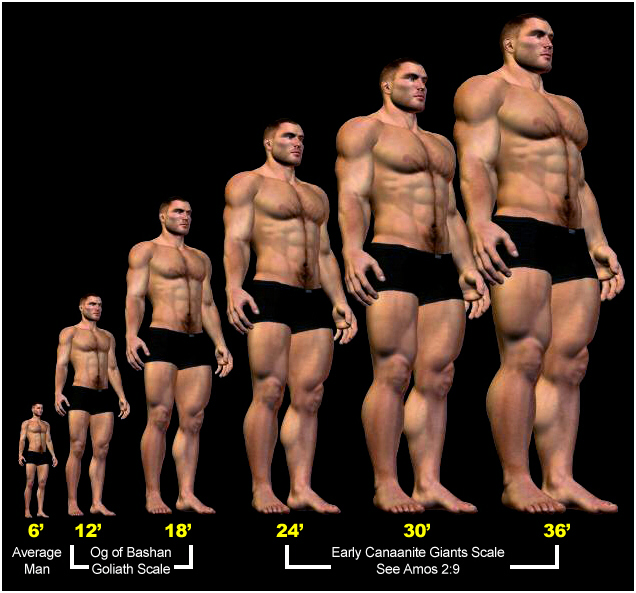 6’ 12’ 18’ 24’ 30’ 36’
Average
Man
Og of Bashan
Goliath Scale
Early Canaanite Giants Scale
See Amos 2:9